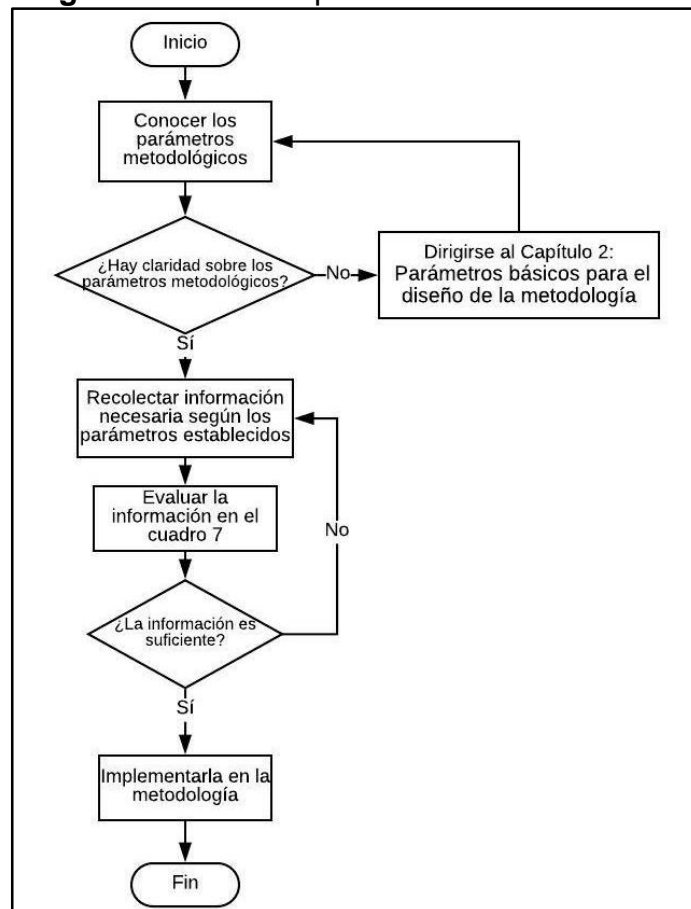 Inicio
Conocer los
parámetros
metodológicos
¿Hay claridad sobre los
parámetros metodológicos?
No
Dirigirse al Capítulo 2:
Parámetros básicos para el
diseño de la metodología
Sí
Recolectar información
necesaria según los
parámetros establecidos
Evaluar la
información en el
cuadro 7
No
¿La información es
suficiente?
Sí
Implementarla en la
metodología
Fin